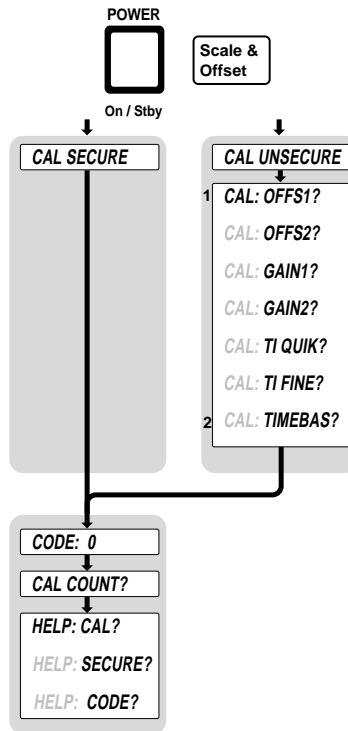 POWER
Scale &
Offset
On / Stby
CAL SECURE
CAL UNSECURE
1 CAL: OFFS1?
CAL: OFFS2?
CAL: GAIN1?
CAL: GAIN2?
CAL: TI QUIK?
CAL: TI FINE?
2 CAL: TIMEBAS?
CODE: 0
CAL COUNT?
HELP: CAL?
HELP: SECURE?
HELP: CODE?